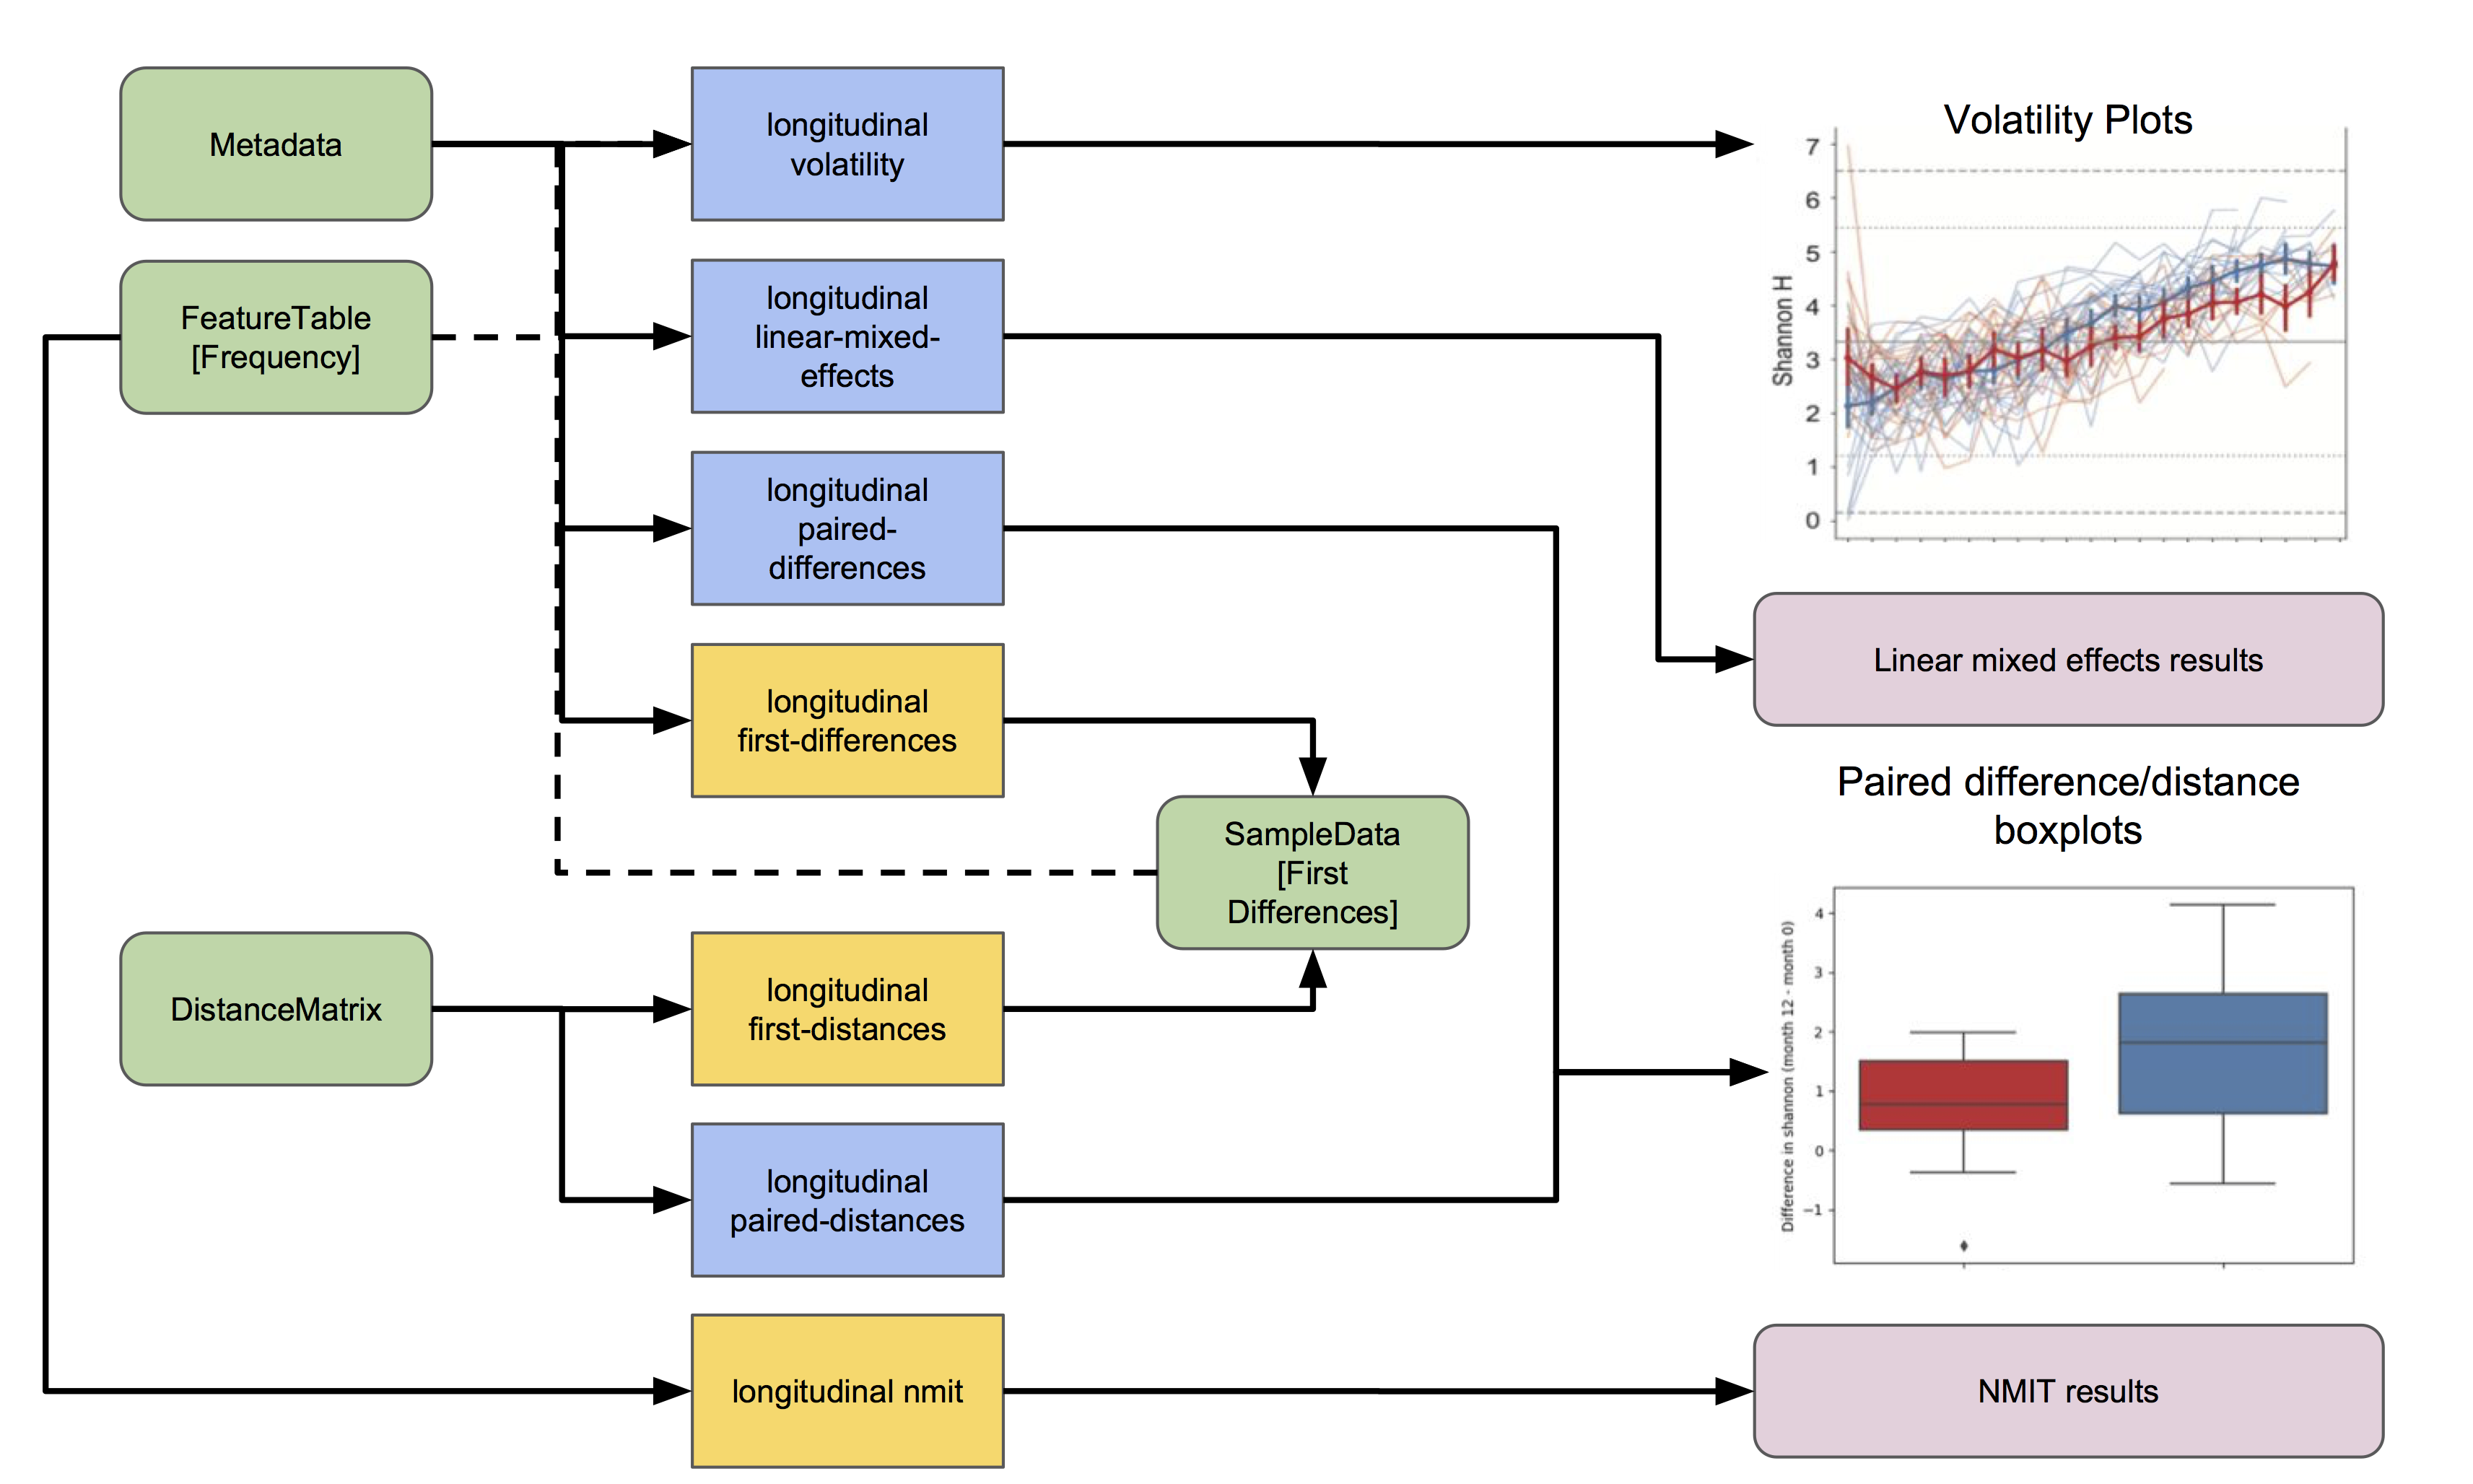 Metadata
FeatureTable
[Frequency]
DistanceMatrix
longitudinal
volatility
longitudinal
linear-mixed-
effects
longitudinal
paired-
differences
longitudinal
first-differences
longitudinal
first-distances
longitudinal
paired-distances
longitudinal nmit
SampleData
[First
Differences]
Volatility Plots
Shannon H
7
6
5
4
3
2
1
0
Linear mixed effects results
Paired difference/distance
boxplots
Difference in shannon (month 12 - month 0)
4
3
2
1
0
−1
NMIT results